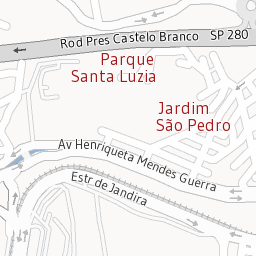 Rod Pres Castelo Branco SP 280
Parque
Santa Luzia
Jardim
São Pedro
Av Henriqueta Mendes Guerra
Estr de Jandira